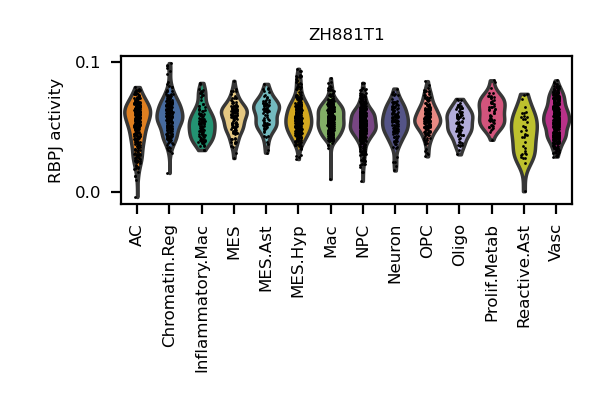 ZH881T1
RBPJ activity
0.1
0.0
AC
Chromatin.Reg
Inflammatory.Mac
MES
MES.Ast
MES.Hyp
Mac
NPC
Neuron
OPC
Oligo
Prolif.Metab
Reactive.Ast
Vasc